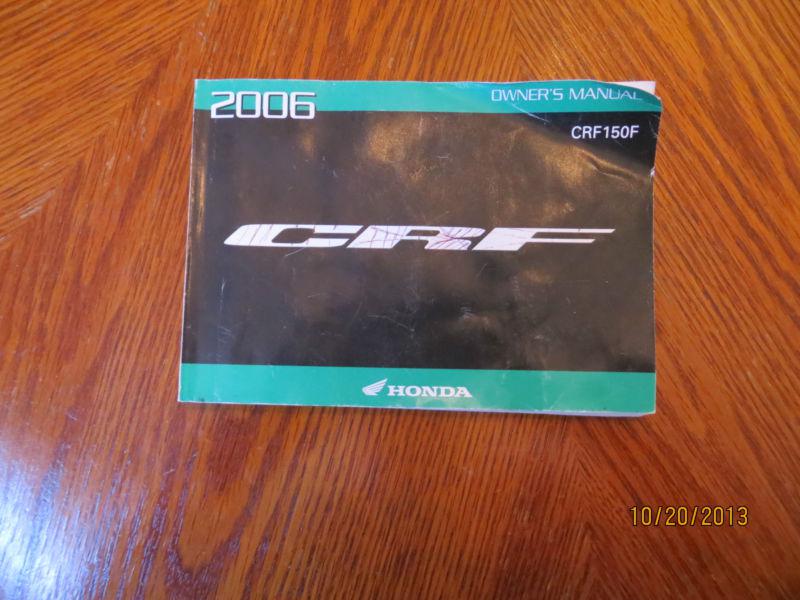 2006
OWNER'S MANUAL
CRF150F
CRF
HONDA
10/20/2013